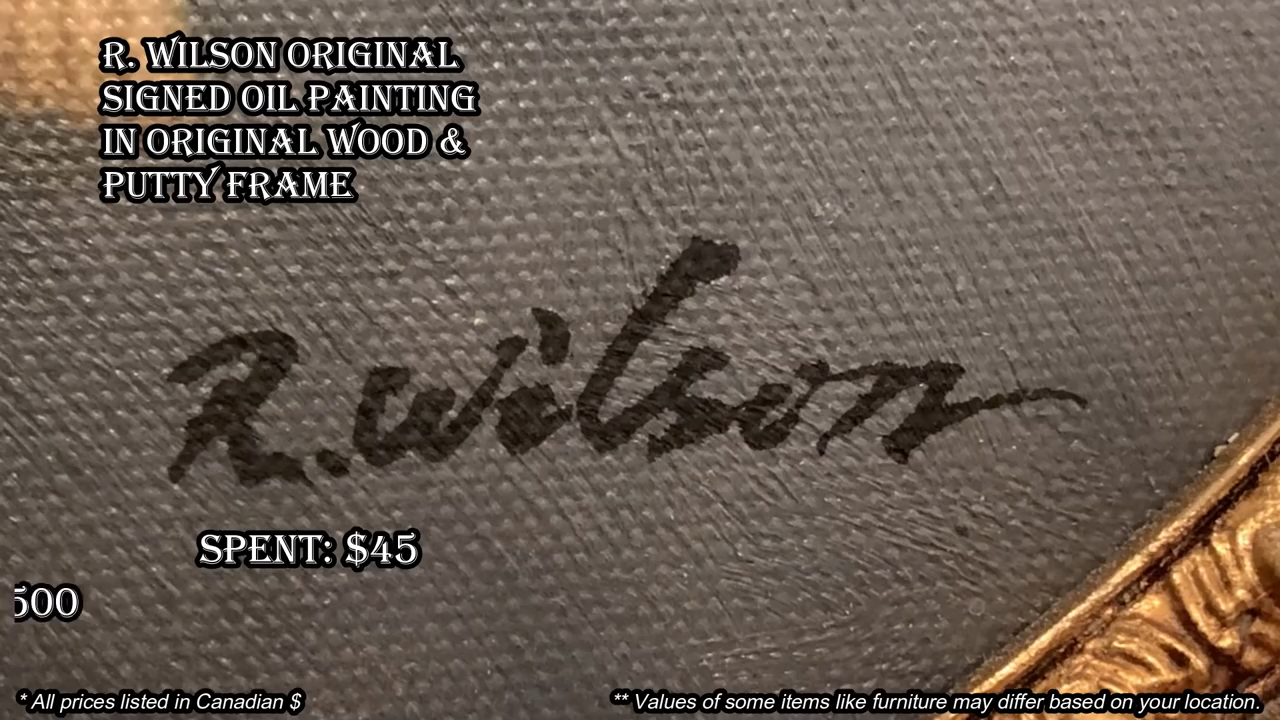 R. WILSON ORIGINAL
SIGNED OIL PAINTING
IN ORIGINAL WOOD &
PUTTY FRAME
R. Wilson
SPENT: $45
500
* All prices listed in Canadian $
** Values of some items like furniture may differ based on your location.